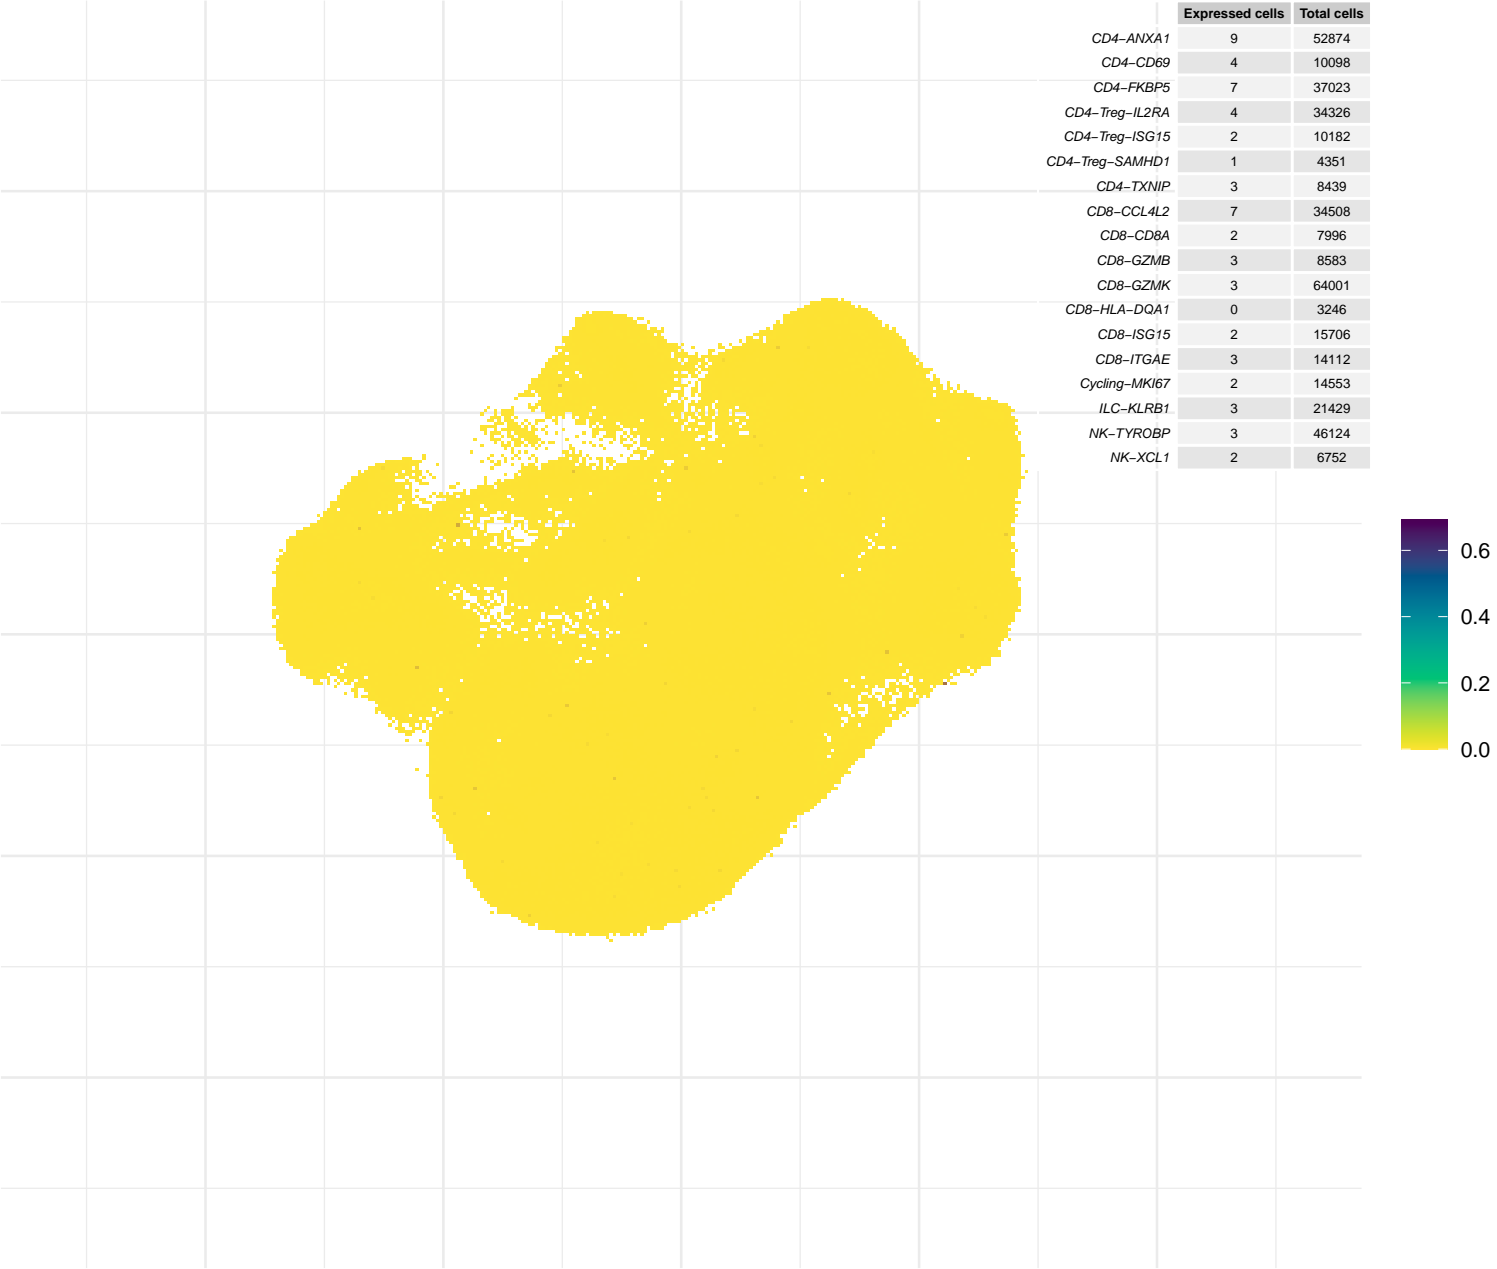 Expressed cells Total cells
CD4−ANXA1 9 52874
CD4−CD69 4 10098
CD4−FKBP5 7 37023
CD4−Treg−IL2RA 4 34326
CD4−Treg−ISG15 2 10182
CD4−Treg−SAMHD1 1 4351
CD4−TXNIP 3 8439
CD8−CCL4L2 7 34508
CD8−CD8A 2 7996
CD8−GZMB 3 8583
CD8−GZMK 3 64001
CD8−HLA−DQA1 0 3246
CD8−ISG15 2 15706
CD8−ITGAE 3 14112
Cycling−MKI67 2 14553
ILC−KLRB1 3 21429
NK−TYROBP 3 46124
NK−XCL1 2 6752
0.6
0.4
0.2
0.0